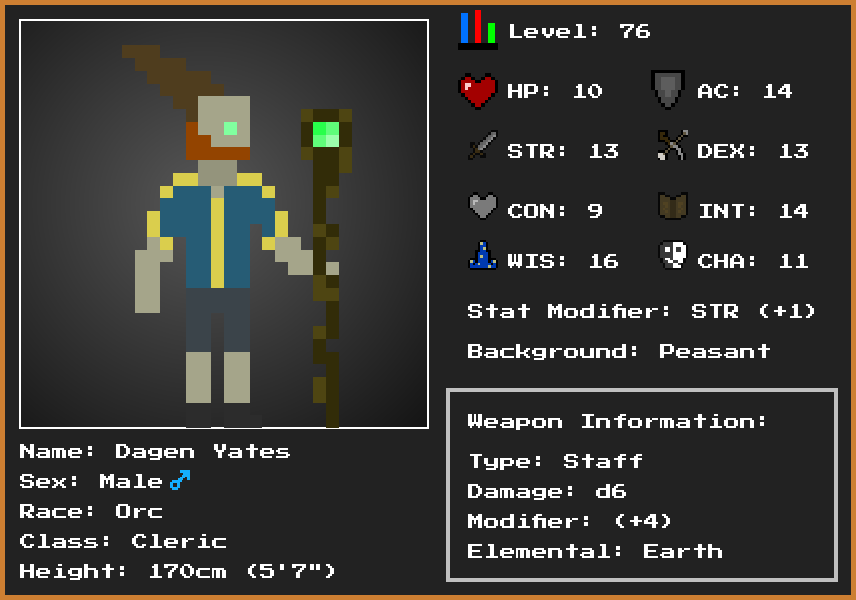 Level: 76
HP: 10
AC: 14
STR: 13
DEX: 13
CON: 9
INT: 14
WIS: 16
CHA: 11
Stat Modifier: STR (+1)
Background: Peasant
Weapon Information:
Type: Staff
Damage: d6
Modifier: (+4)
Elemental: Earth
Name: Dagen Yates
Sex: Male♂
Race: Orc
Class: Cleric
Height: 170cm (5'7")